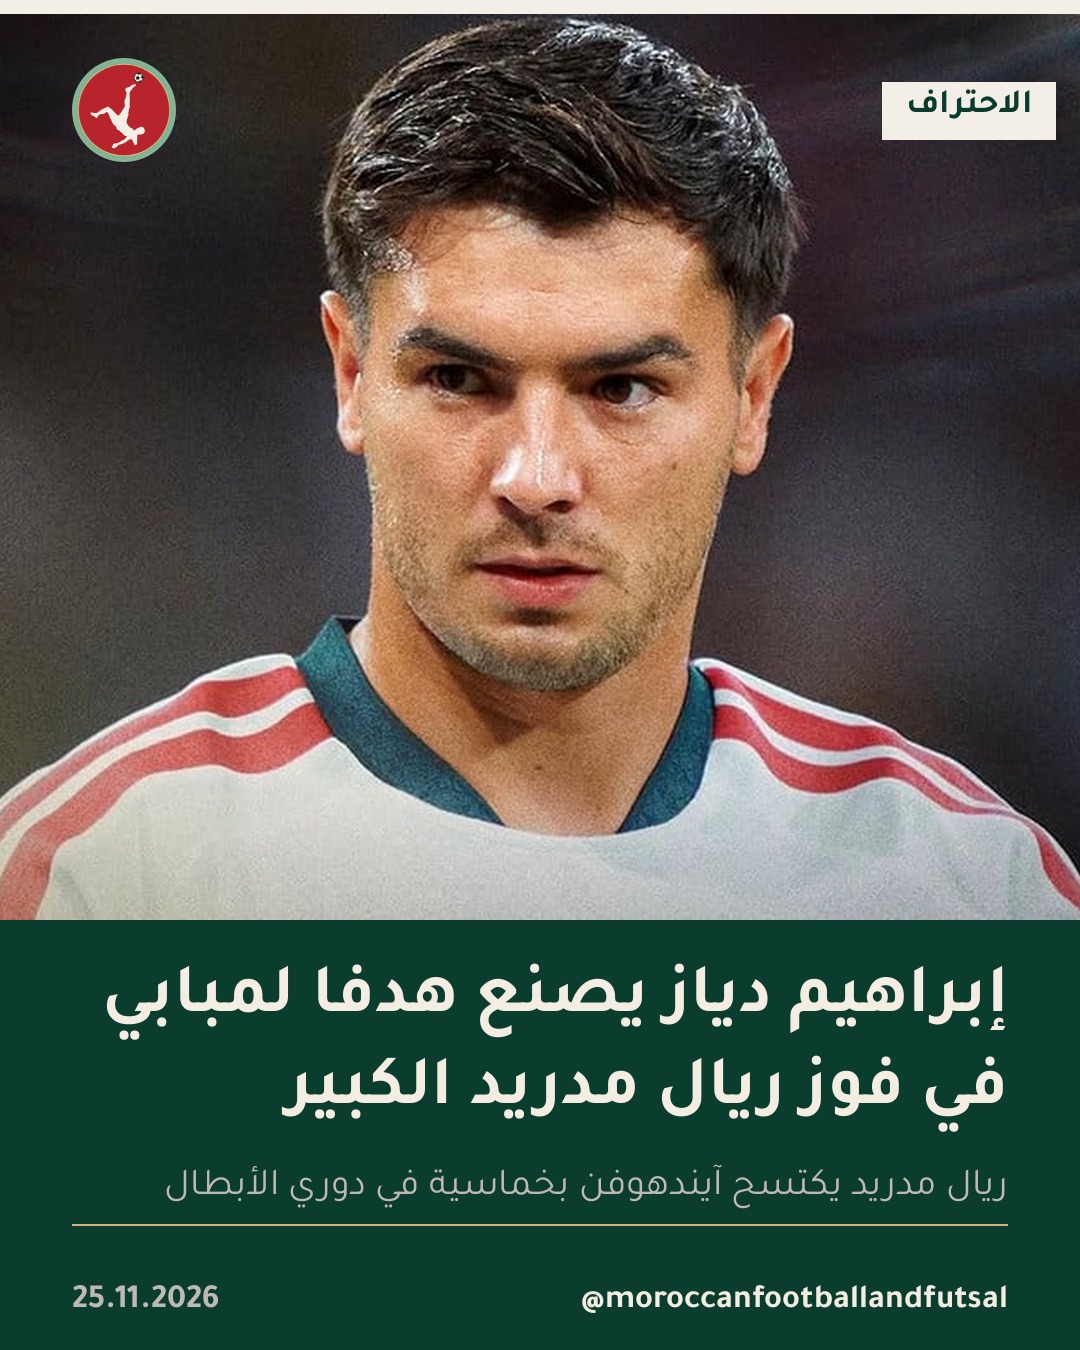 الاحتراف
إبراهيم دياز يصنع هدفا لمبابي
في فوز ريال مدريد الكبير
ريال مدريد يكتسح آيندهوفن بخماسية في دوري الأبطال
25.11.2026
@moroccanfootballandfutsal